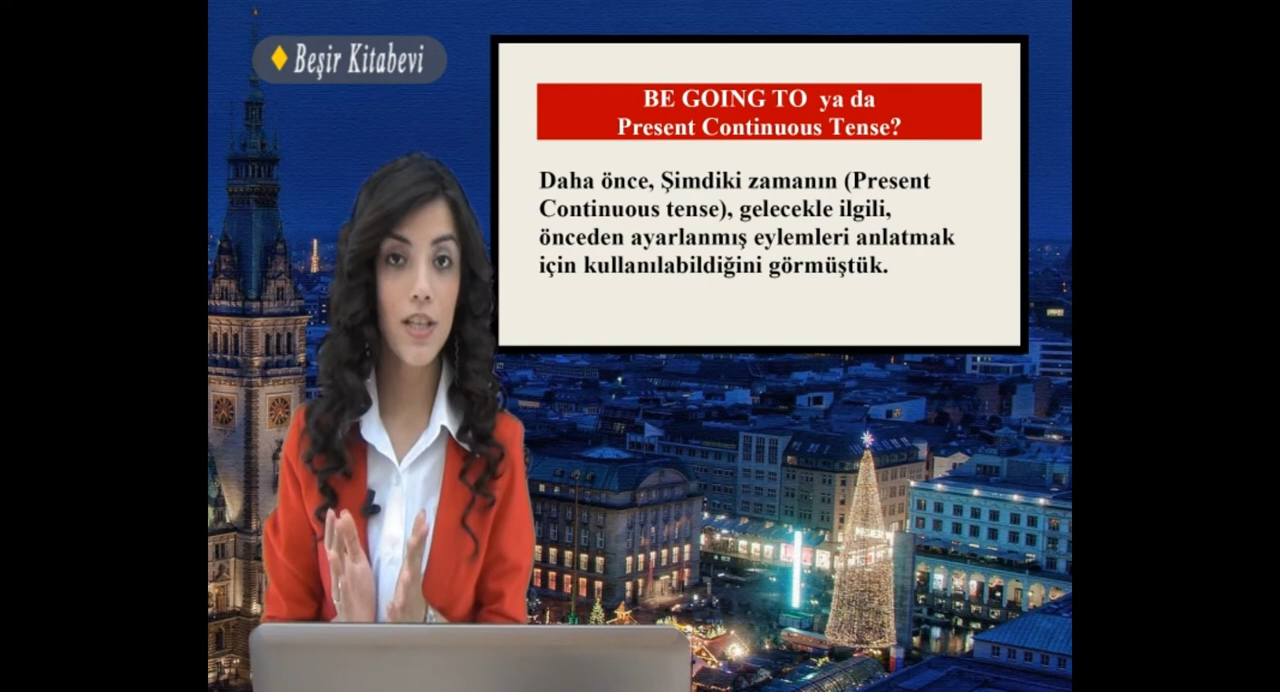 Beşir Kitabevi
BE GOING TO ya da
Present Continuous Tense?
Daha önce, Şimdiki zamanın (Present
Continuous tense), gelecekle ilgili,
önceden ayarlanmış eylemleri anlatmak
için kullanılabildiğini görmüştük.